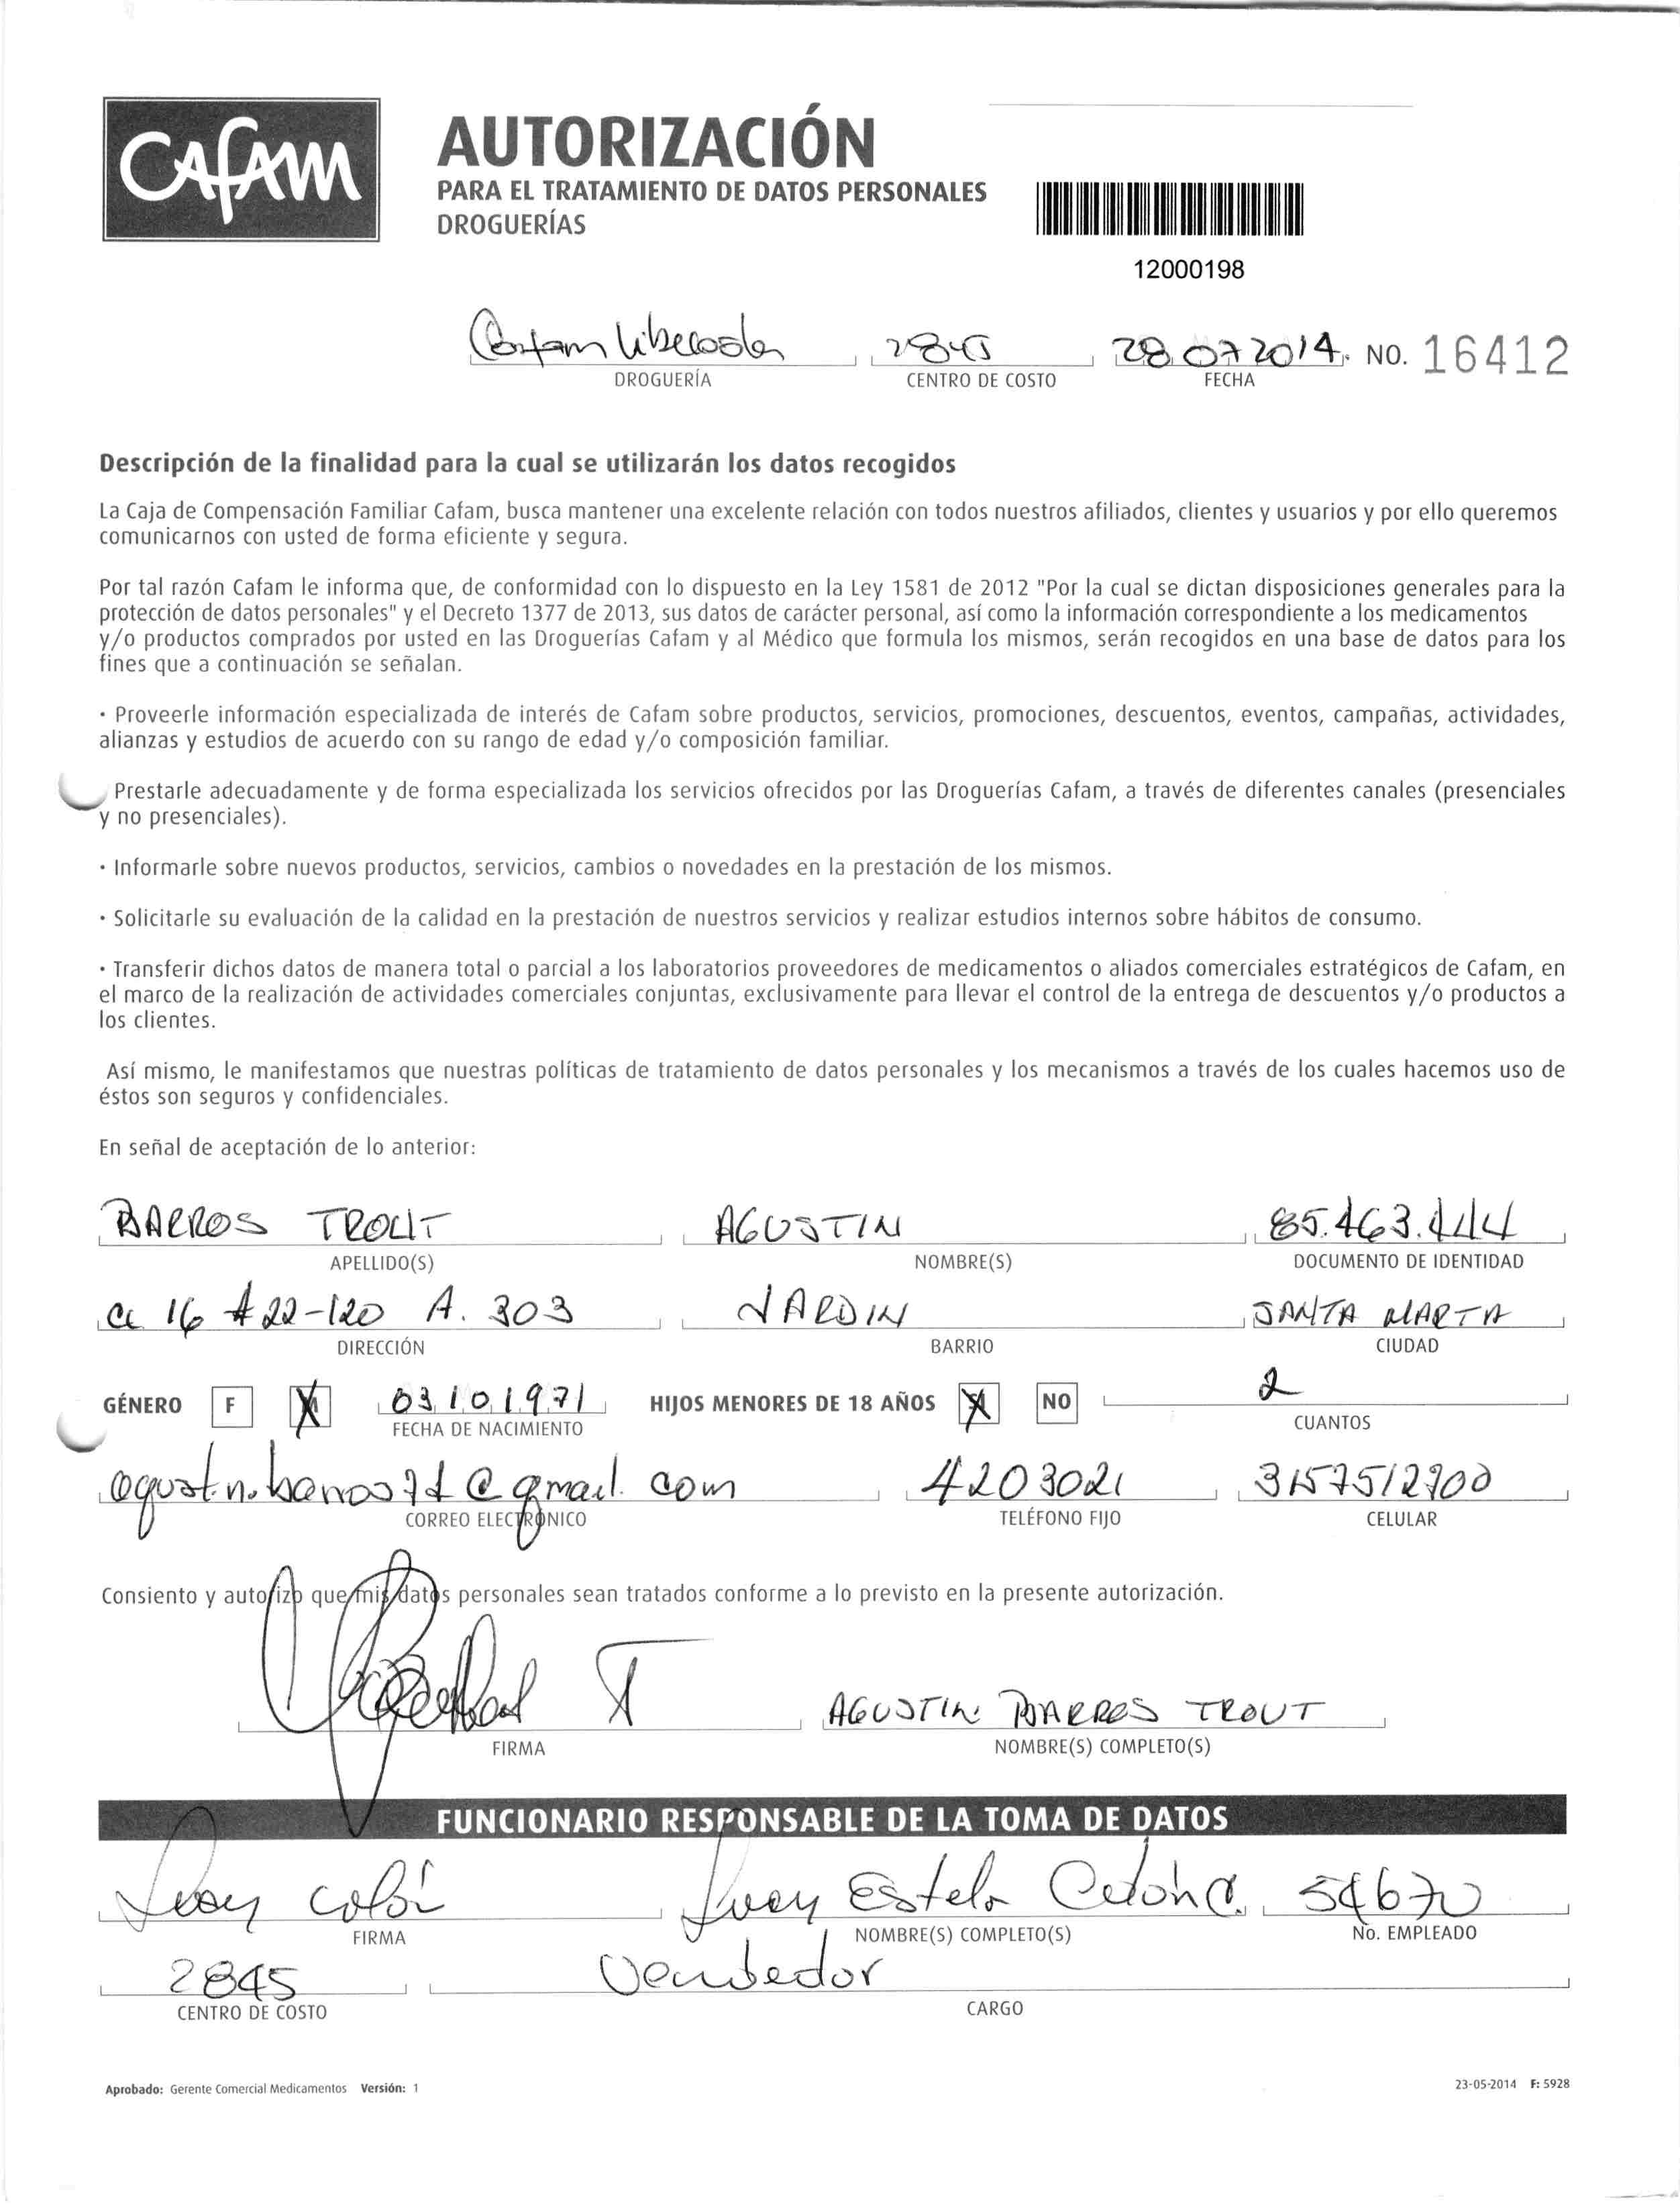 CAFAM
AUTORIZACIÓN
PARA EL TRATAMIENTO DE DATOS PERSONALES
DROGUERÍAS
12000198
Cafam Libertador 2845 28 07 2014 NO. 16412
DROGUERÍA CENTRO DE COSTO FECHA
Descripción de la finalidad para la cual se utilizarán los datos recogidos
La Caja de Compensación Familiar Cafam, busca mantener una excelente relación con todos nuestros afiliados, clientes y usuarios y por ello queremos
comunicarnos con usted de forma eficiente y segura.
Por tal razón Cafam le informa que, de conformidad con lo dispuesto en la Ley 1581 de 2012 "Por la cual se dictan disposiciones generales para la
protección de datos personales" y el Decreto 1377 de 2013, sus datos de carácter personal, así como la información correspondiente a los medicamentos
y/o productos comprados por usted en las Droguerías Cafam y al Médico que formula los mismos, serán recogidos en una base de datos para los
fines que a continuación se señalan.
· Proveerle información especializada de interés de Cafam sobre productos, servicios, promociones, descuentos, eventos, campañas, actividades,
alianzas y estudios de acuerdo con su rango de edad y/o composición familiar.
Prestarle adecuadamente y de forma especializada los servicios ofrecidos por las Droguerías Cafam, a través de diferentes canales (presenciales
y no presenciales).
· Informarle sobre nuevos productos, servicios, cambios o novedades en la prestación de los mismos.
· Solicitarle su evaluación de la calidad en la prestación de nuestros servicios y realizar estudios internos sobre hábitos de consumo.
· Transferir dichos datos de manera total o parcial a los laboratorios proveedores de medicamentos o aliados comerciales estratégicos de Cafam, en
el marco de la realización de actividades comerciales conjuntas, exclusivamente para llevar el control de la entrega de descuentos y/o productos a
los clientes.
Así mismo, le manifestamos que nuestras políticas de tratamiento de datos personales y los mecanismos a través de los cuales hacemos uso de
éstos son seguros y confidenciales.
En señal de aceptación de lo anterior:
BARROS TROUT AGUSTIN 85.463.444
APELLIDO(S) NOMBRE(S) DOCUMENTO DE IDENTIDAD
CL 16 # 22-120 A. 303 JARDIN SANTA MARTA
DIRECCIÓN BARRIO CIUDAD
GÉNERO F X 03 10 1971 HIJOS MENORES DE 18 AÑOS X NO 2
FECHA DE NACIMIENTO CUANTOS
agustin.barros71@gmail.com 4203021 3157512900
CORREO ELECTRÓNICO TELÉFONO FIJO CELULAR
Consiento y autorizo que mis datos personales sean tratados conforme a lo previsto en la presente autorización.
AGUSTIN BARROS TROUT
FIRMA NOMBRE(S) COMPLETO(S)
FUNCIONARIO RESPONSABLE DE LA TOMA DE DATOS
Estela 54670
FIRMA NOMBRE(S) COMPLETO(S) No. EMPLEADO
2845 Vendedor
CENTRO DE COSTO CARGO
Aprobado: Gerente Comercial Medicamentos Versión: 1 23-05-2014 F: 5928